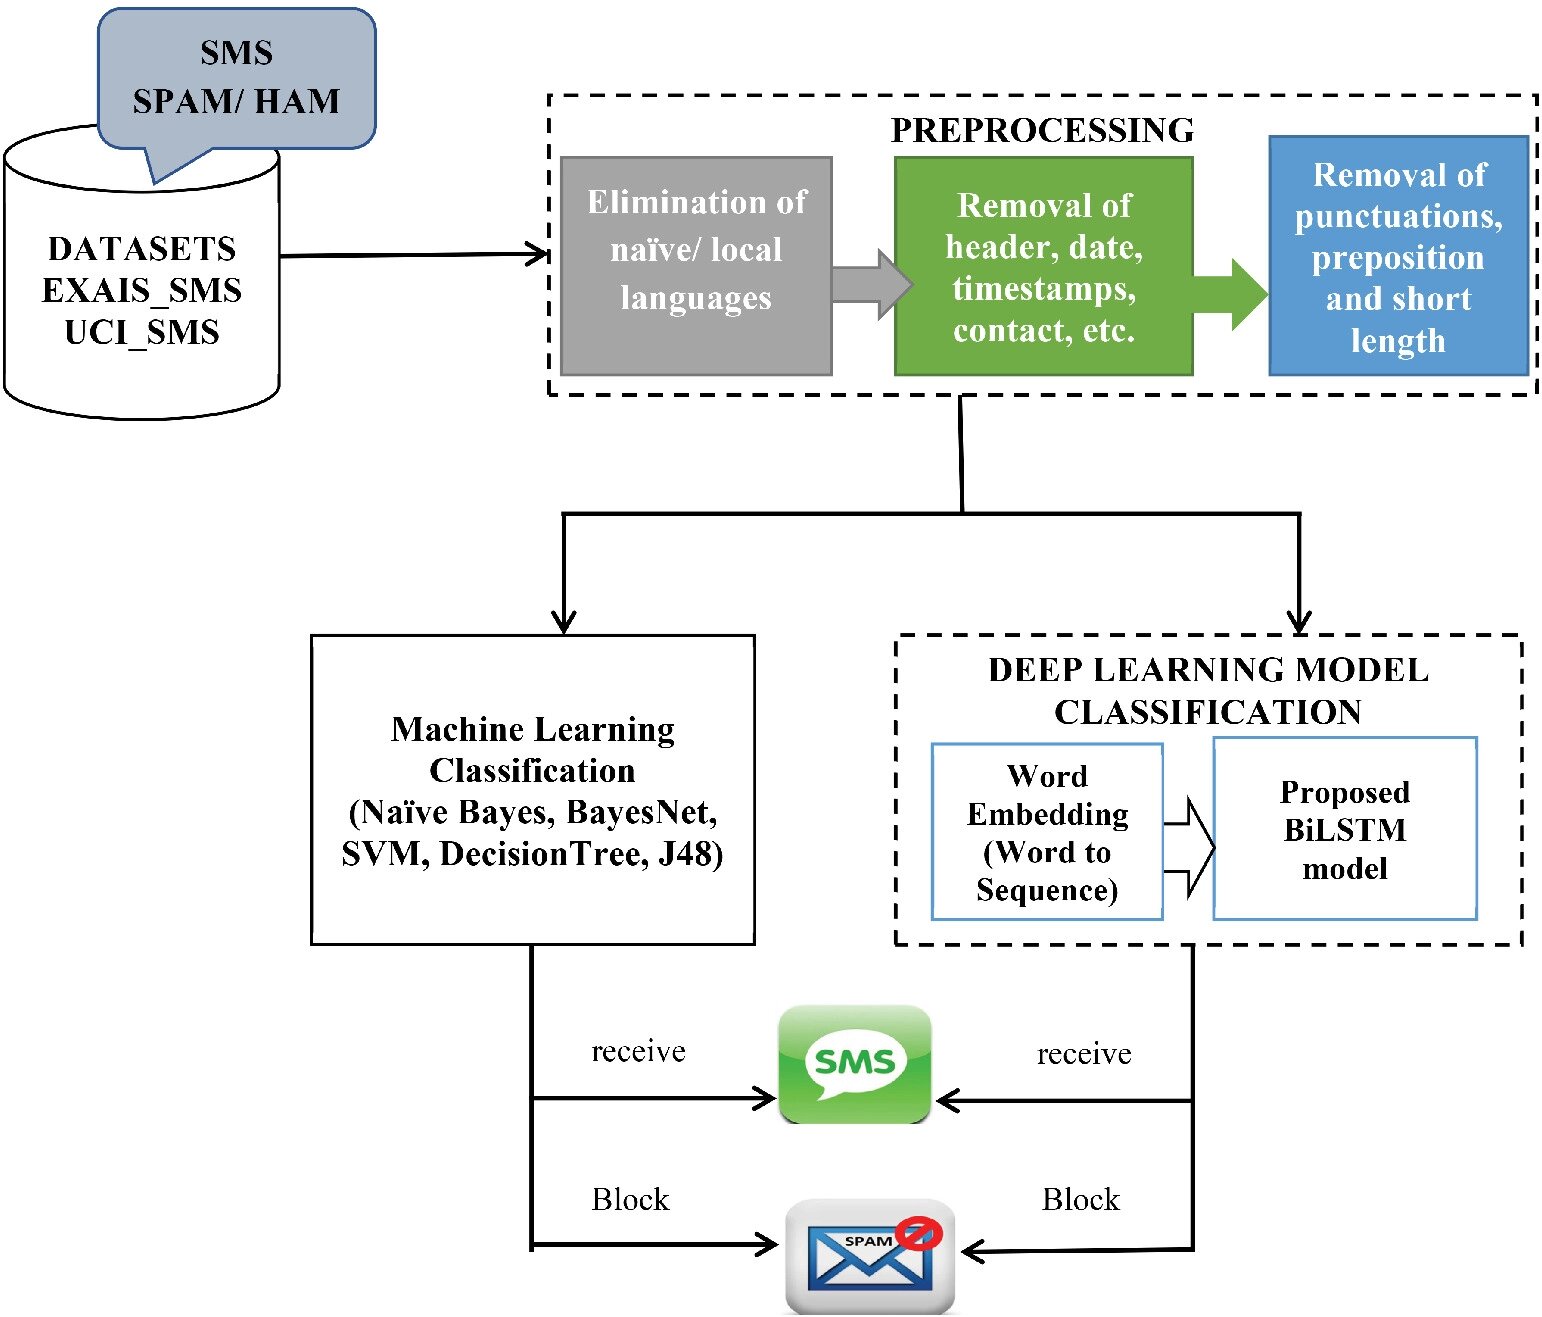 SMS
SPAM/ HAM
DATASETS
EXAIS_SMS
UCI_SMS
PREPROCESSING
Elimination of
naïve/ local
languages
Removal of
header, date,
timestamps,
contact, etc.
Removal of
punctuations,
preposition
and short
length
Machine Learning
Classification
(Naïve Bayes, BayesNet,
SVM, DecisionTree, J48)
DEEP LEARNING MODEL
CLASSIFICATION
Word
Embedding
(Word to
Sequence)
Proposed
BiLSTM
model
receive
SMS
receive
Block
SPAM
Block